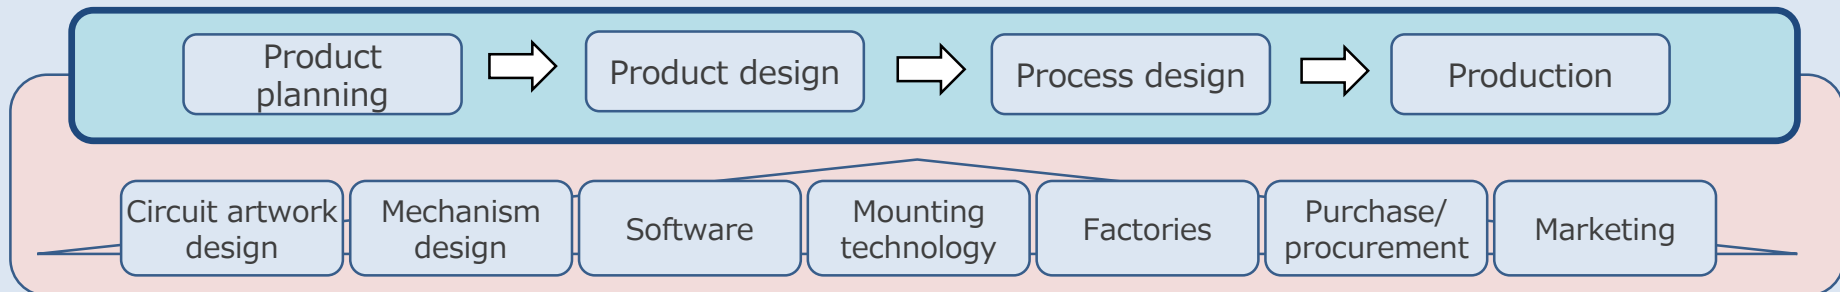 Product
planning
Product design
Process design
Production
Circuit artwork
design
Mechanism
design
Software
Mounting
technology
Factories
Purchase/
procurement
Marketing